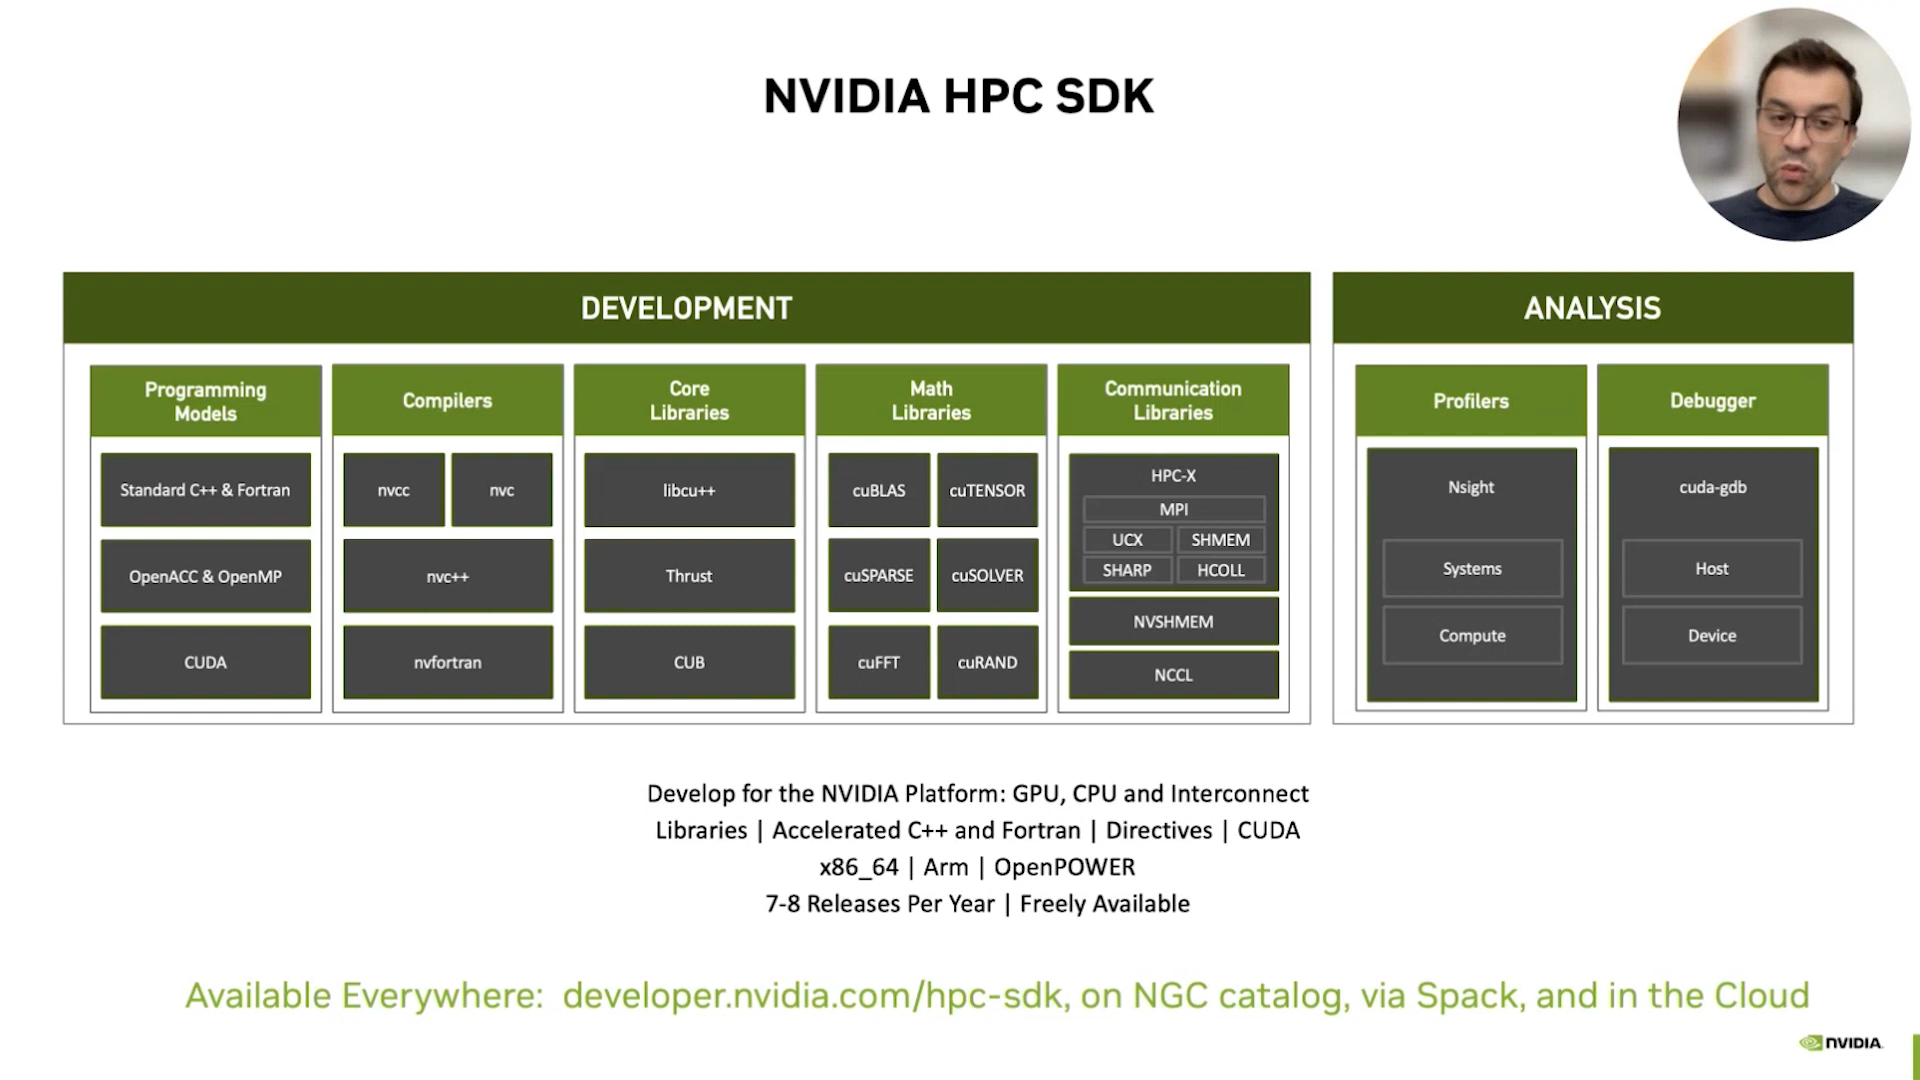 NVIDIA HPC SDK
DEVELOPMENT
Programming
Models
Standard C++ & Fortran
OpenACC & OpenMP
CUDA
Compilers
nvcc
nvc
nvc++
nvfortran
Core
Libraries
libcu++
Thrust
CUB
Math
Libraries
cuBLAS
cuTENSOR
cuSPARSE
cuSOLVER
cuFFT
cuRAND
Communication
Libraries
HPC-X
MPI
UCX
SHMEM
SHARP
HCOLL
NVSHMEM
NCCL
ANALYSIS
Profilers
Nsight
Systems
Compute
Debugger
cuda-gdb
Host
Device
Develop for the NVIDIA Platform: GPU, CPU and Interconnect
Libraries | Accelerated C++ and Fortran | Directives | CUDA
x86_64 | Arm | OpenPOWER
7-8 Releases Per Year | Freely Available
Available Everywhere: developer.nvidia.com/hpc-sdk, on NGC catalog, via Spack, and in the Cloud
NVIDIA